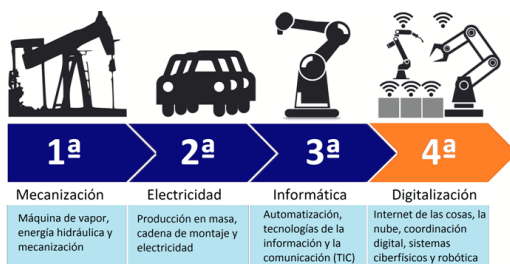 1ª
2ª
3ª
4ª
Mecanización
Electricidad
Informática
Digitalización
Máquina de vapor,
energía hidráulica y
mecanización
Producción en masa,
cadena de montaje y
electricidad
Automatización,
tecnologías de la
información y la
comunicación (TIC)
Internet de las cosas, la
nube, coordinación
digital, sistemas
ciberfísicos y robótica